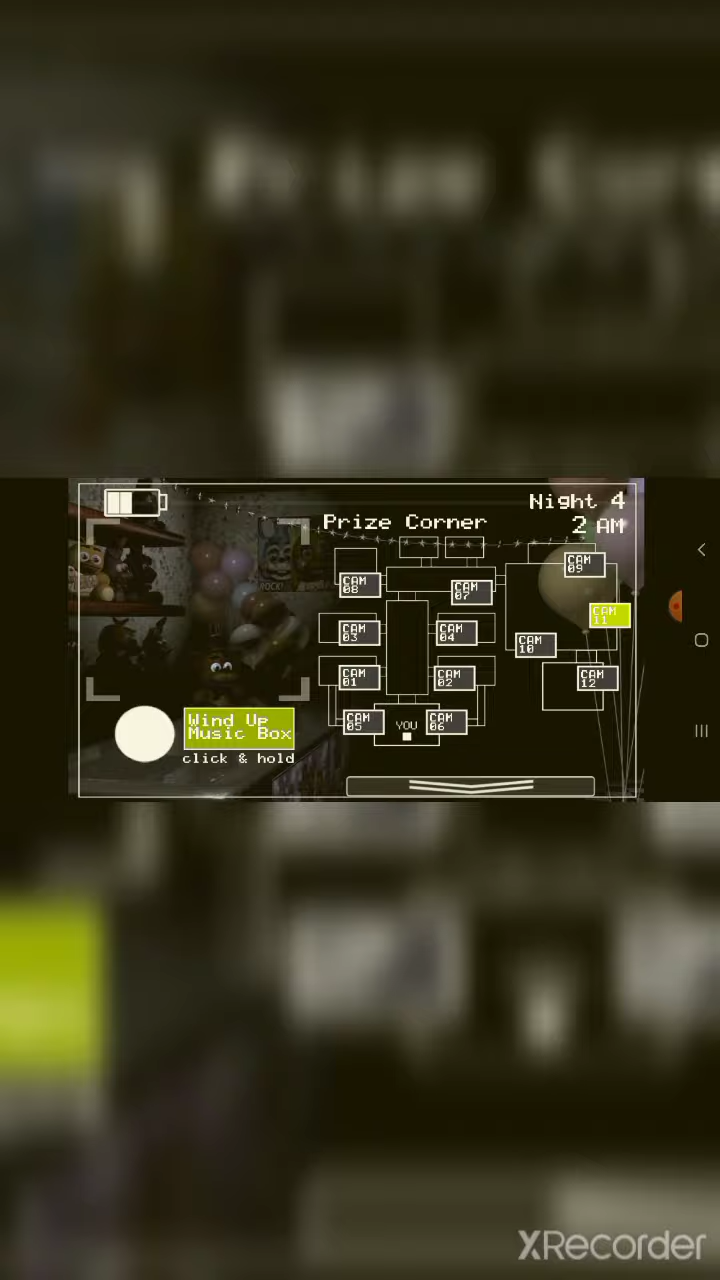 Night 4
Prize Corner
2 AM
ROCK!
CAM 09
CAM 08
CAM 07
CAM 11
CAM 03
CAM 04
CAM 10
CAM 01
CAM 02
CAM 12
CAM 05
YOU
CAM 06
Wind Up
Music Box
click & hold
XRecorder